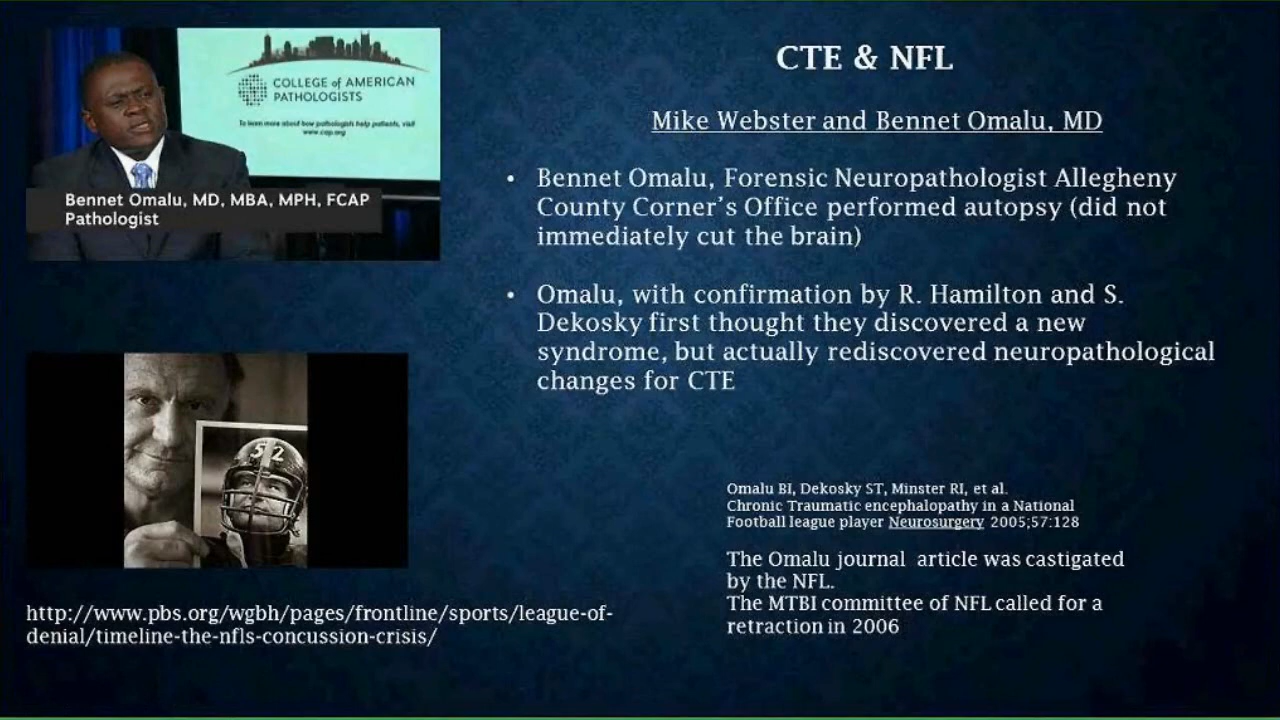 COLLEGE of AMERICAN
PATHOLOGISTS
To learn more about how pathologists help patients, visit
www.cap.org
Bennet Omalu, MD, MBA, MPH, FCAP
Pathologist
CTE & NFL
Mike Webster and Bennet Omalu, MD
• Bennet Omalu, Forensic Neuropathologist Allegheny
County Corner's Office performed autopsy (did not
immediately cut the brain)
• Omalu, with confirmation by R. Hamilton and S.
Dekosky first thought they discovered a new
syndrome, but actually rediscovered neuropathological
changes for CTE
52
Omalu BI, Dekosky ST, Minster RI, et al.
Chronic Traumatic encephalopathy in a National
Football league player Neurosurgery 2005;57:128
The Omalu journal article was castigated
by the NFL.
The MTBI committee of NFL called for a
retraction in 2006
http://www.pbs.org/wgbh/pages/frontline/sports/league-of-
denial/timeline-the-nfls-concussion-crisis/